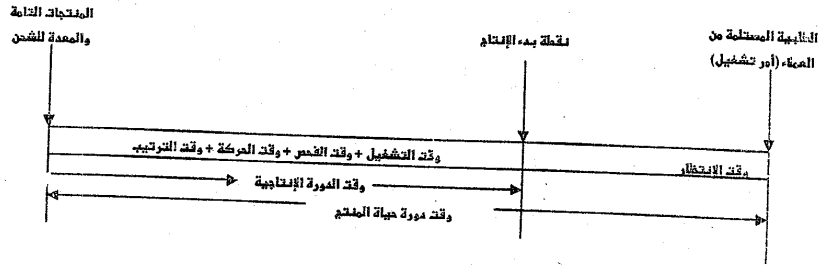 الطلبية المستلمة من
العملاء (أمر تشغيل)
نقطة بدء الإنتاج
المنتجات التامة
والمعدة للشحن
وقت الانتظار
وقت التشغيل + وقت الفحص + وقت الحركة + وقت الترتيب
وقت الدورة الإنتاجية
وقت دورة حياة المنتج